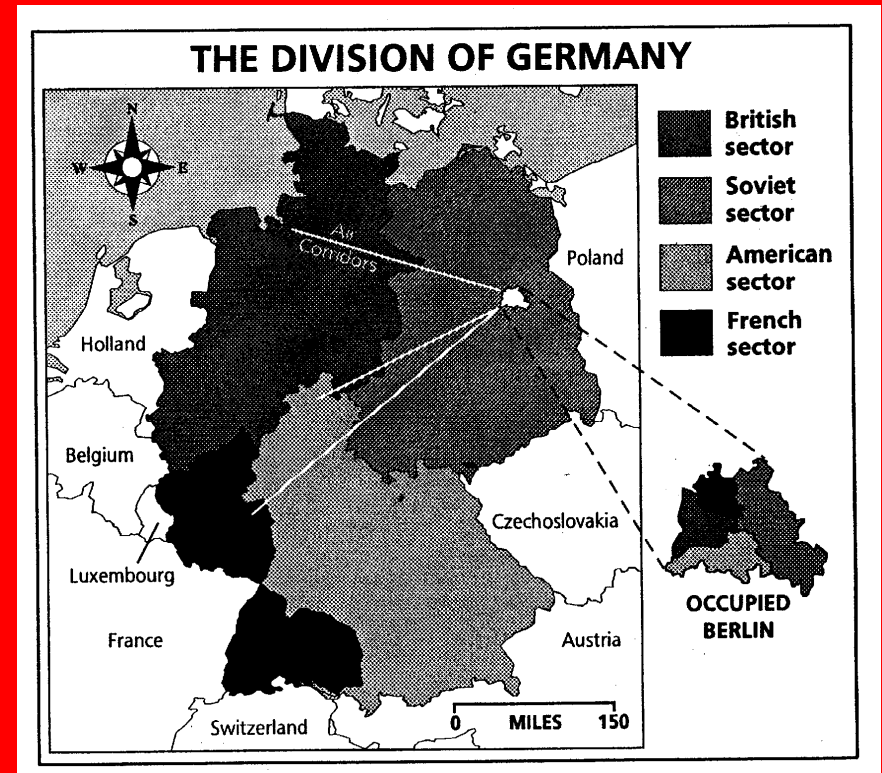 THE DIVISION OF GERMANY
N
W
E
S
Air
Corridors
Poland
Holland
Belgium
Luxembourg
Czechoslovakia
France
Austria
Switzerland
0 MILES 150
British
sector
Soviet
sector
American
sector
French
sector
OCCUPIED
BERLIN